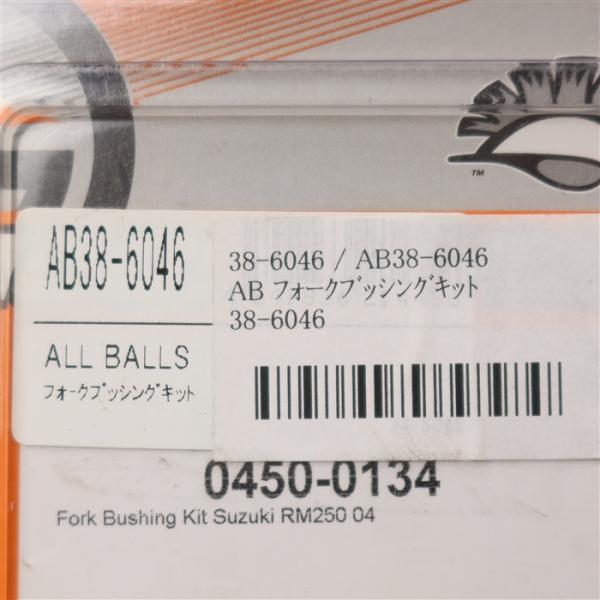 AB38-6046
ALL BALLS
フォークブッシングキット
38-6046 / AB38-6046
AB フォークブッシングキット
38-6046
0450-0134
Fork Bushing Kit Suzuki RM250 04
TM